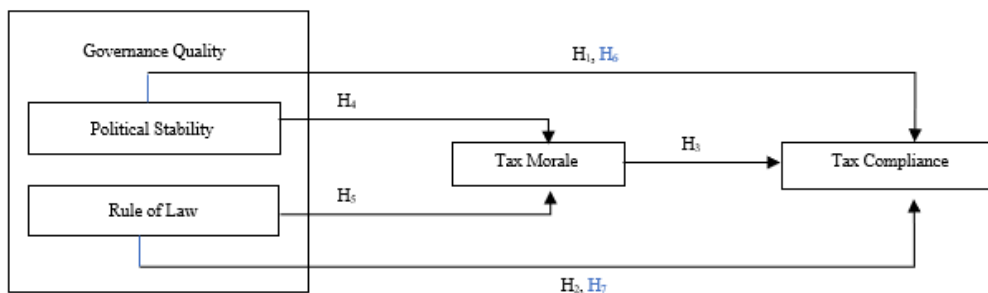 Governance Quality
H₁, H₆
Political Stability
H₄
Tax Morale
H₃
Tax Compliance
Rule of Law
H₅
H₂, H₇